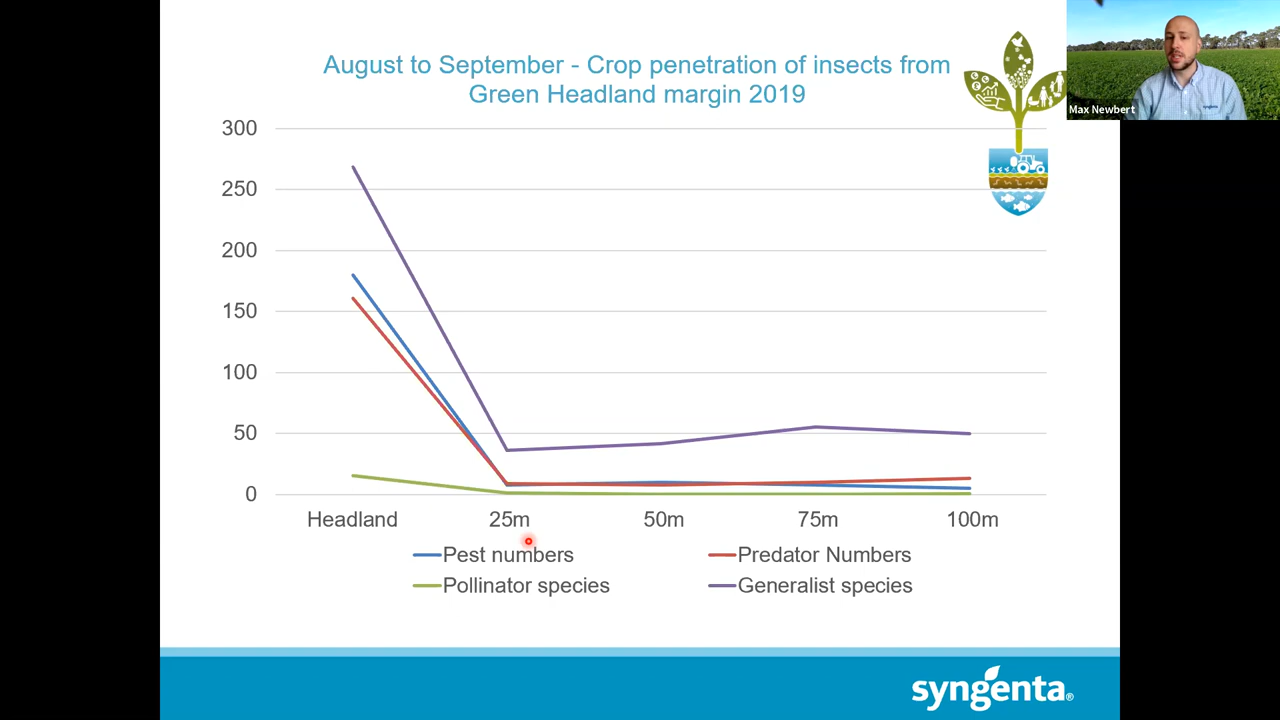 August to September - Crop penetration of insects from
Green Headland margin 2019
Max Newbert
syngenta
300
250
200
150
100
50
0
Headland 25m 50m 75m 100m
Pest numbers Predator Numbers
Pollinator species Generalist species
syngenta®